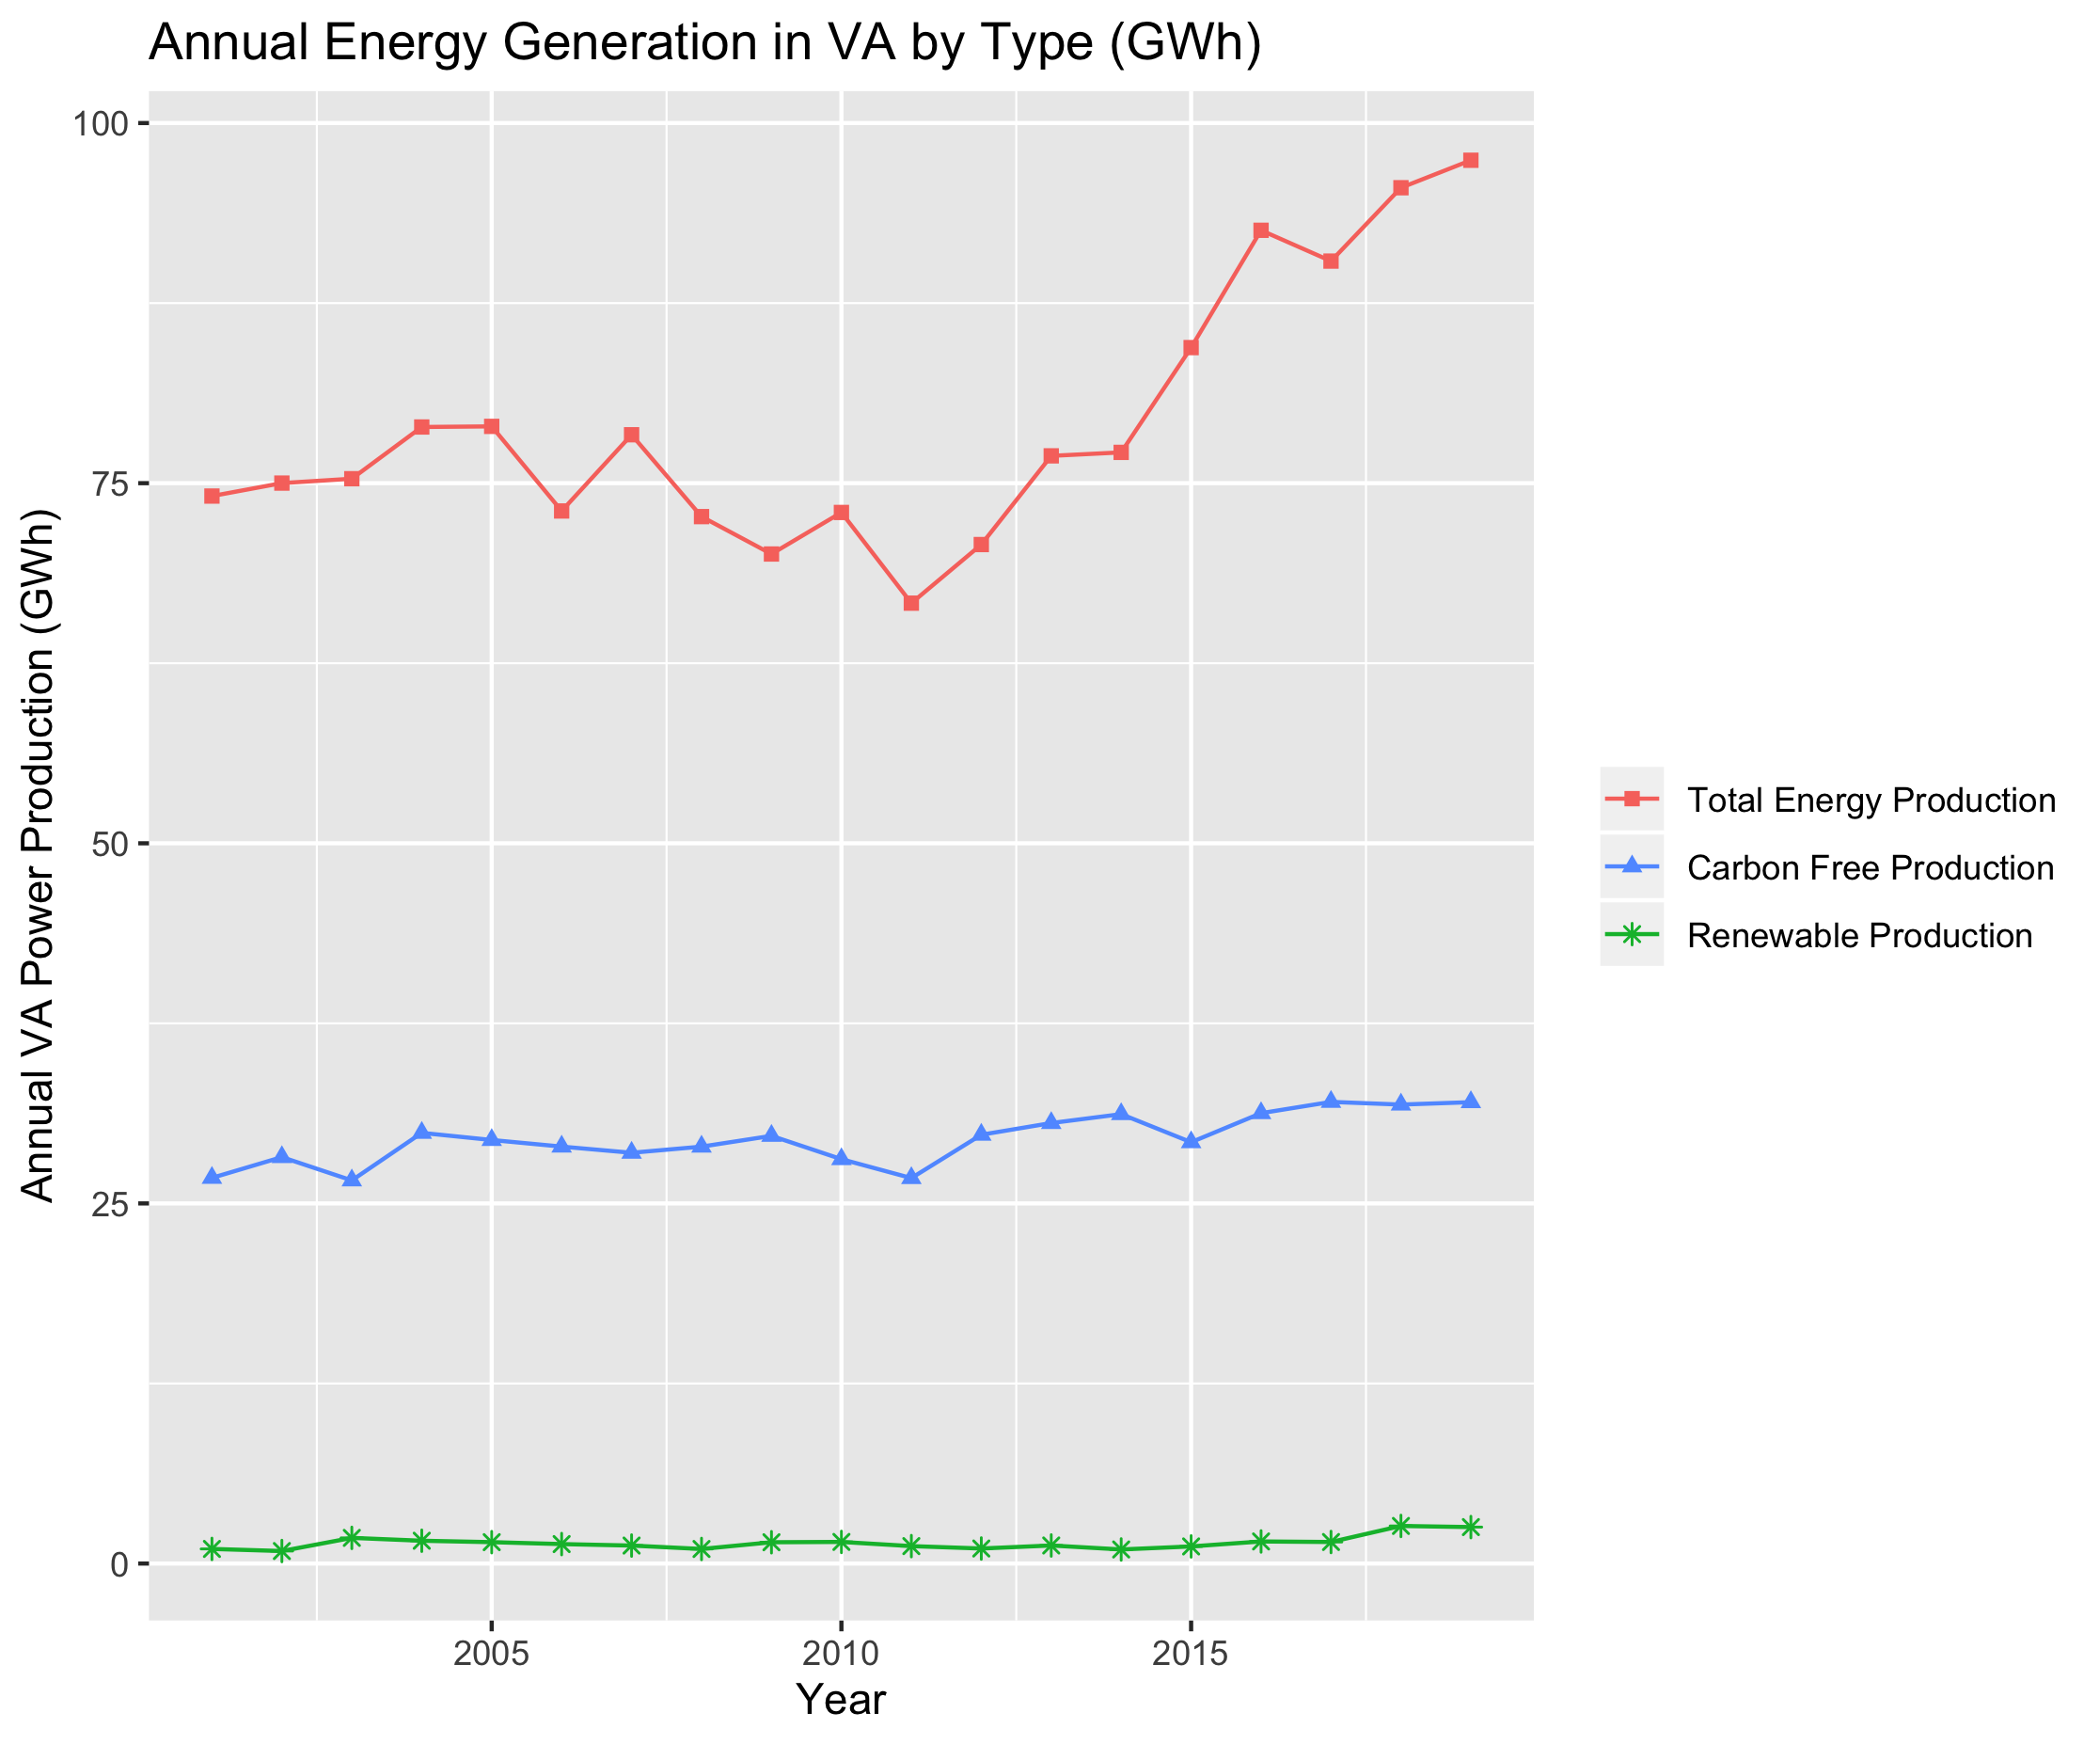 Annual Energy Generation in VA by Type (GWh)
Annual VA Power Production (GWh)
100
75
50
25
0
2005
2010
2015
Year
Total Energy Production
Carbon Free Production
Renewable Production